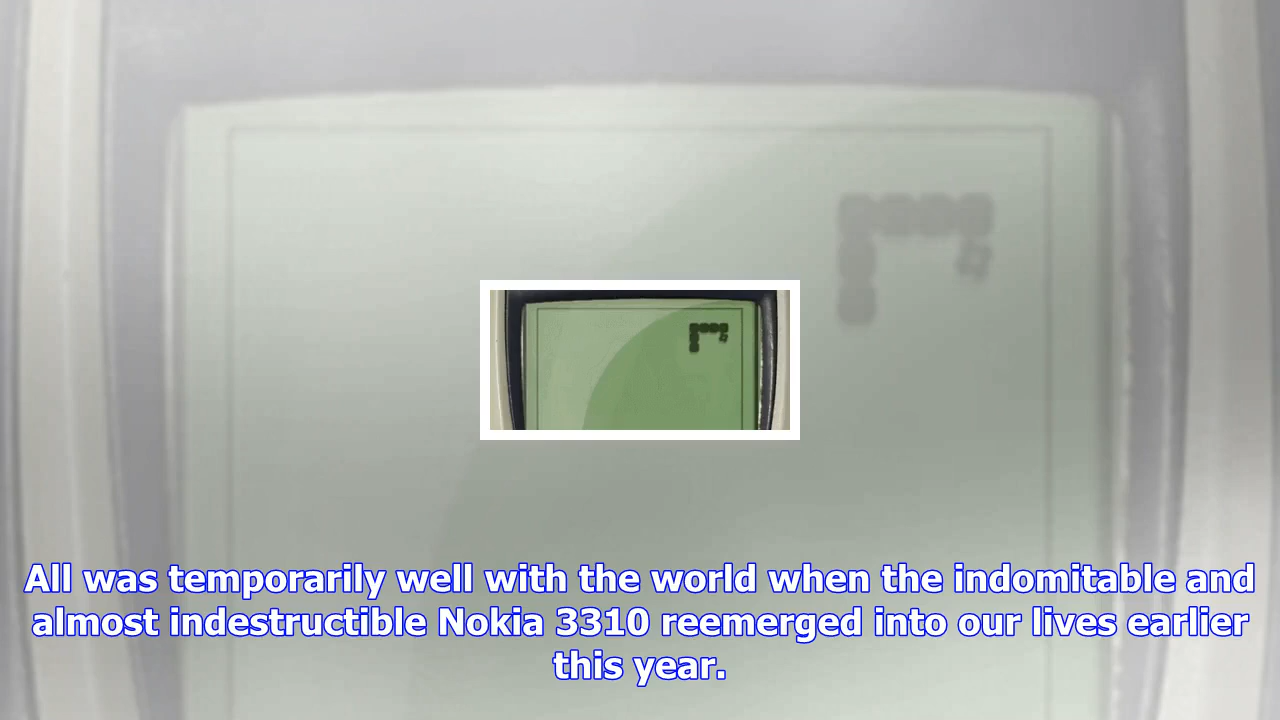 All was temporarily well with the world when the indomitable and
almost indestructible Nokia 3310 reemerged into our lives earlier
this year.